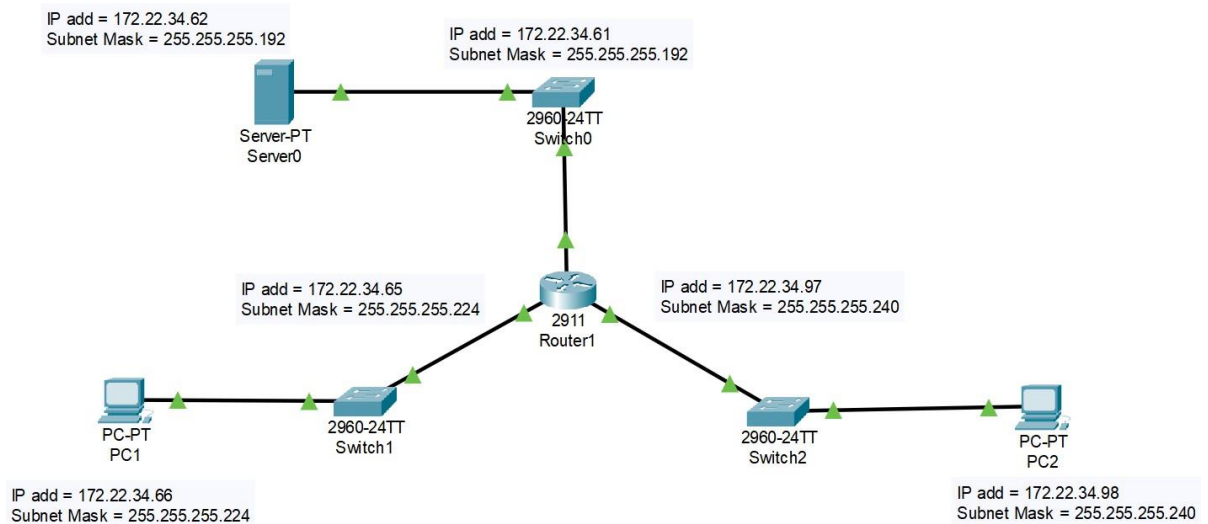 IP add = 172.22.34.62
Subnet Mask = 255.255.255.192
IP add = 172.22.34.61
Subnet Mask = 255.255.255.192
Server-PT
Server0
2960-24TT
Switch0
IP add = 172.22.34.65
Subnet Mask = 255.255.255.224
IP add = 172.22.34.97
Subnet Mask = 255.255.255.240
2911
Router1
PC-PT
PC1
2960-24TT
Switch1
2960-24TT
Switch2
PC-PT
PC2
IP add = 172.22.34.66
Subnet Mask = 255.255.255.224
IP add = 172.22.34.98
Subnet Mask = 255.255.255.240